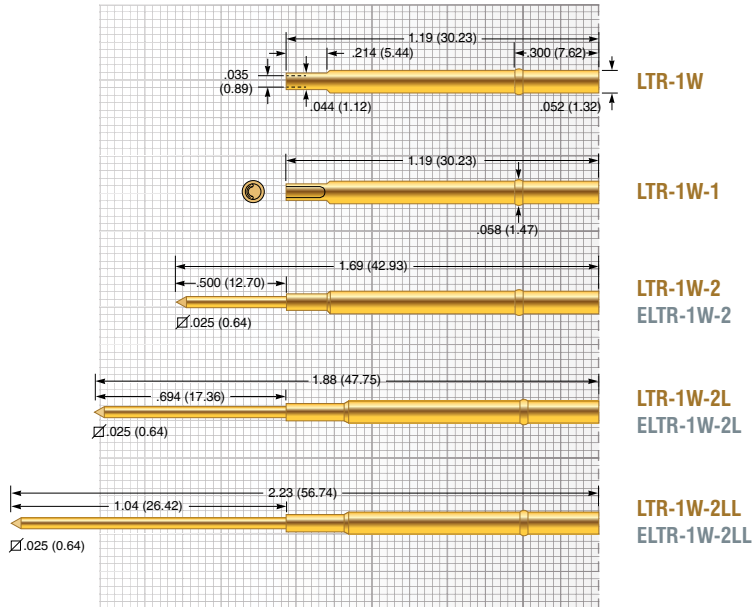 1.19 (30.23)
.214 (5.44)
.300 (7.62)
.035
(0.89)
.044 (1.12)
.052 (1.32)
LTR-1W
1.19 (30.23)
LTR-1W-1
.058 (1.47)
1.69 (42.93)
.500 (12.70)
.025 (0.64)
LTR-1W-2
ELTR-1W-2
1.88 (47.75)
.694 (17.36)
.025 (0.64)
LTR-1W-2L
ELTR-1W-2L
2.23 (56.74)
1.04 (26.42)
.025 (0.64)
LTR-1W-2LL
ELTR-1W-2LL